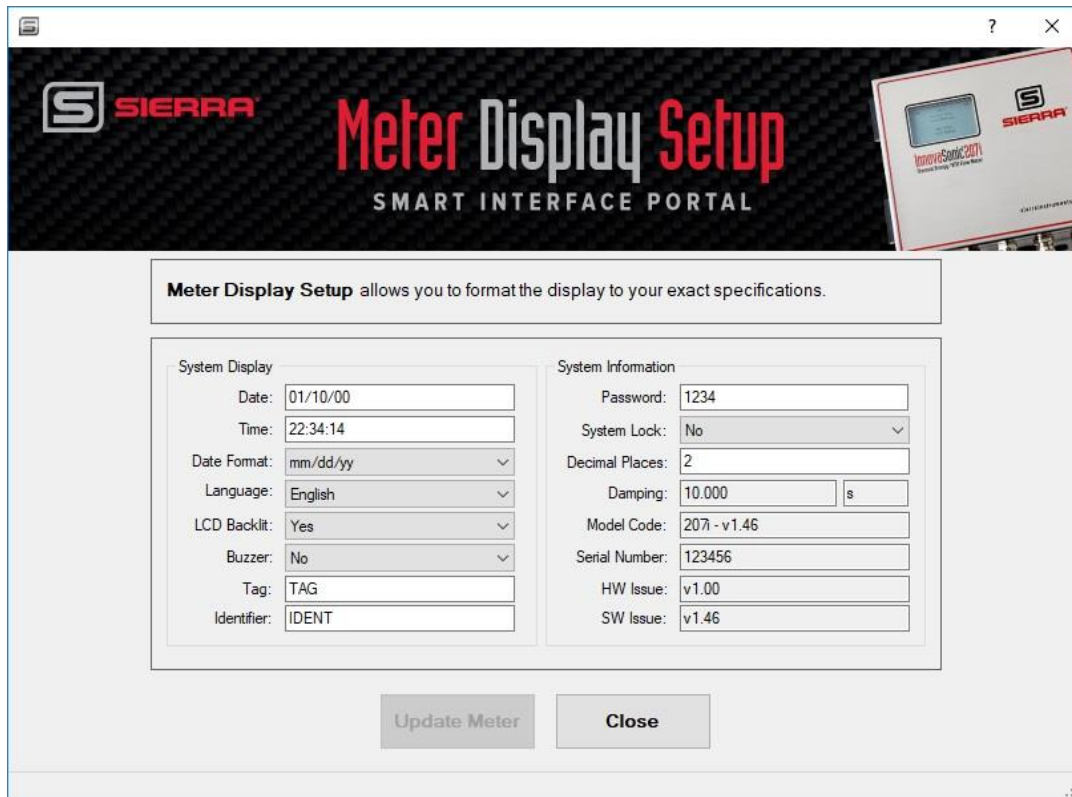 ?
S SIERRA
Meter Display Setup
SMART INTERFACE PORTAL
S
SIERRA
InnovaSonic 207i
Meter Display Setup allows you to format the display to your exact specifications.
System Display
Date: 01/10/00
Time: 22:34:14
Date Format: mm/dd/yy
Language: English
LCD Backlit: Yes
Buzzer: No
Tag: TAG
Identifier: IDENT
System Information
Password: 1234
System Lock: No
Decimal Places: 2
Damping: 10.000 s
Model Code: 207i - v1.46
Serial Number: 123456
HW Issue: v1.00
SW Issue: v1.46
Update Meter
Close